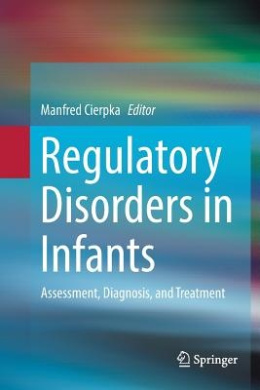 Manfred Cierpka Editor
Regulatory
Disorders in
Infants
Assessment, Diagnosis, and Treatment
Springer